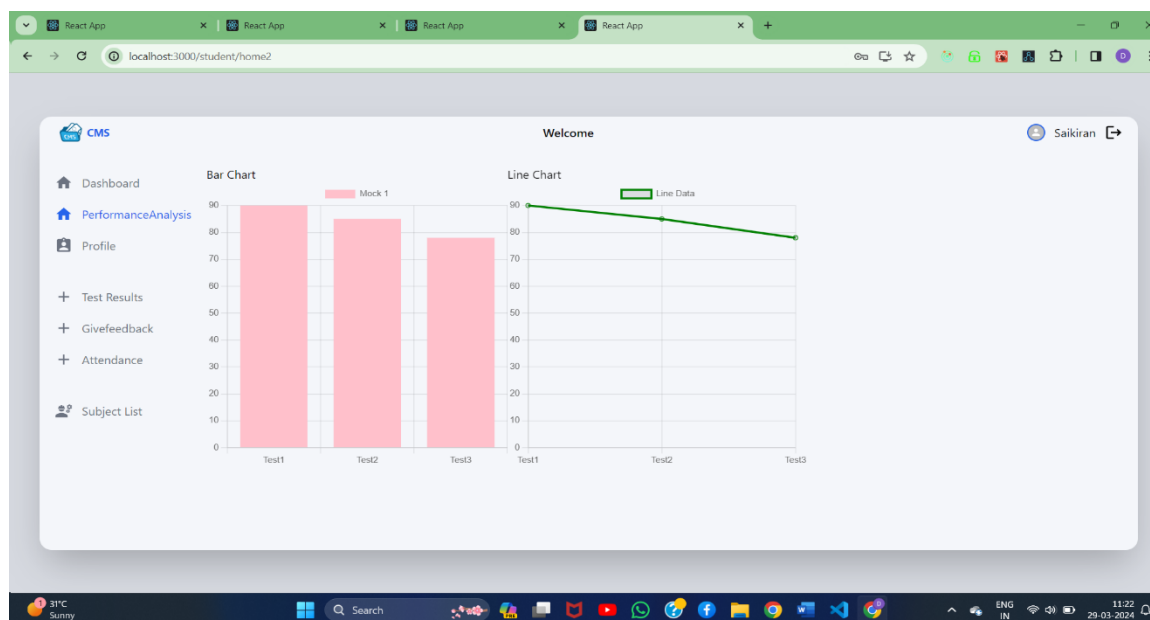 React App
React App
React App
React App
localhost:3000/student/home2
CMS
CMS
Welcome
Saikiran
Dashboard
PerformanceAnalysis
Profile
Test Results
Givefeedback
Attendance
Subject List
Bar Chart
Mock 1
90
80
70
60
50
40
30
20
10
0
Test1
Test2
Test3
Line Chart
Line Data
90
80
70
60
50
40
30
20
10
0
Test1
Test2
Test3
1
31°C
Sunny
Search
ENG
IN
11:22
29-03-2024